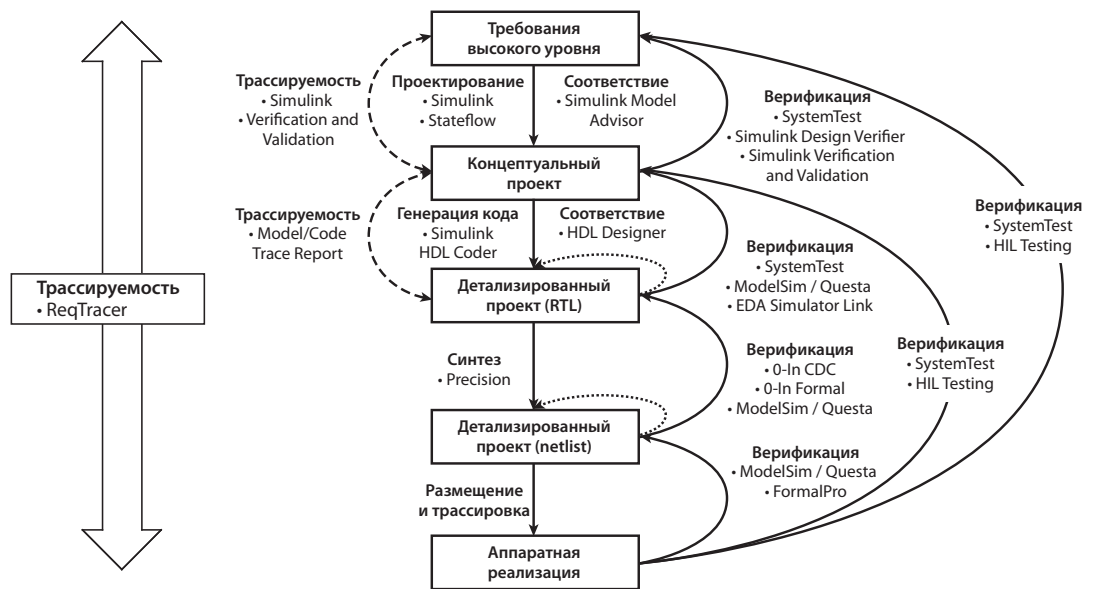 Требования
высокого уровня
Трассируемость
• Simulink
• Verification and
Validation
Проектирование
• Simulink
• Stateflow
Соответствие
• Simulink Model
Advisor
Верификация
• SystemTest
• Simulink Design Verifier
• Simulink Verification
and Validation
Концептуальный
проект
Верификация
• SystemTest
• HIL Testing
Трассируемость
• Model/Code
Trace Report
Генерация кода
• Simulink
HDL Coder
Соответствие
• HDL Designer
Верификация
• SystemTest
• ModelSim / Questa
• EDA Simulator Link
Трассируемость
• ReqTracer
Детализированный
проект (RTL)
Синтез
• Precision
Верификация
• 0-In CDC
• 0-In Formal
• ModelSim / Questa
Верификация
• SystemTest
• HIL Testing
Детализированный
проект (netlist)
Верификация
• ModelSim / Questa
• FormalPro
Размещение
и трассировка
Аппаратная
реализация